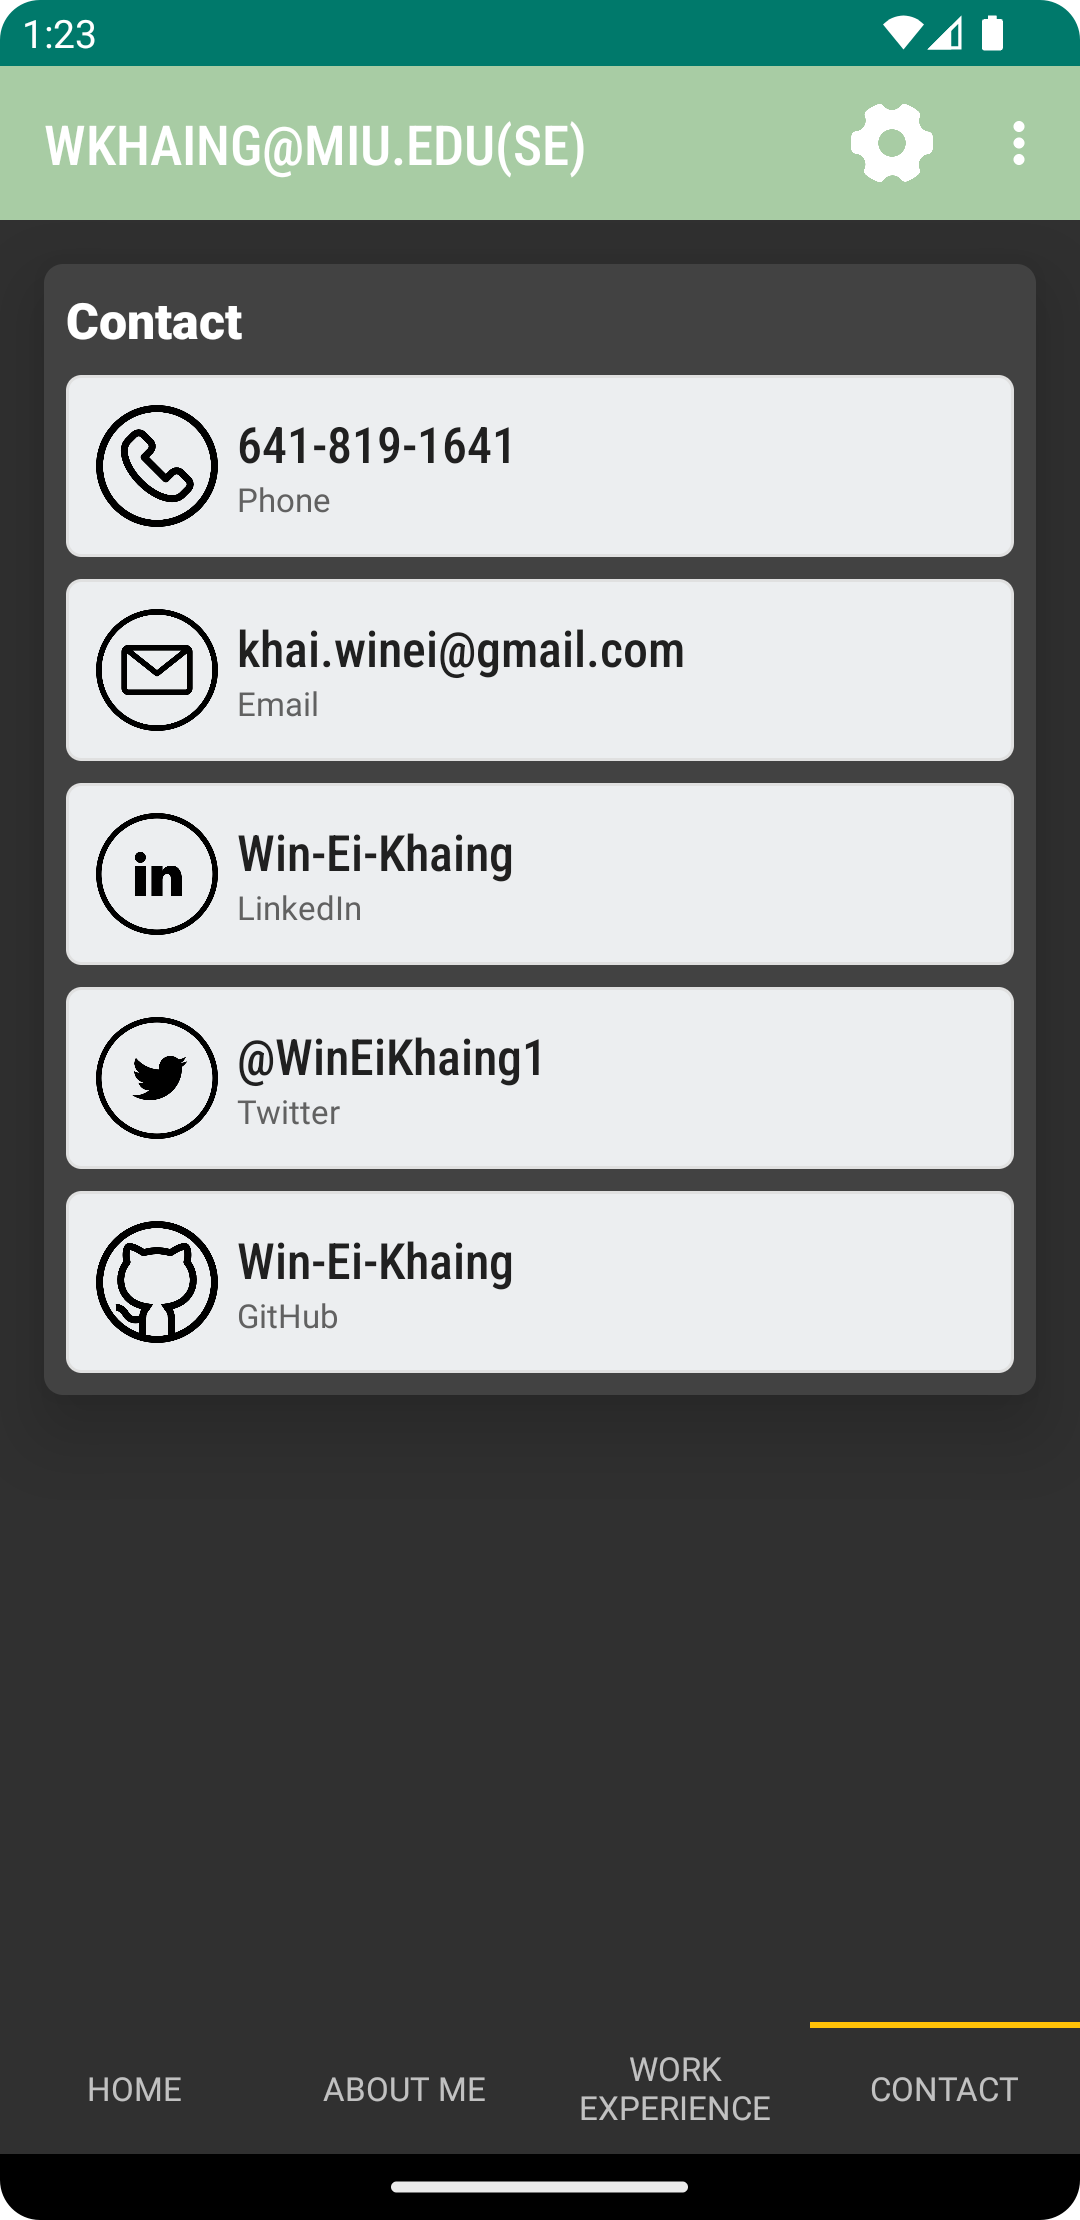 1:23
WKHAING@MIU.EDU(SE)
Contact
641-819-1641
Phone
khai.winei@gmail.com
Email
in
Win-Ei-Khaing
LinkedIn
@WinEiKhaing1
Twitter
Win-Ei-Khaing
GitHub
HOME
ABOUT ME
WORK
EXPERIENCE
CONTACT